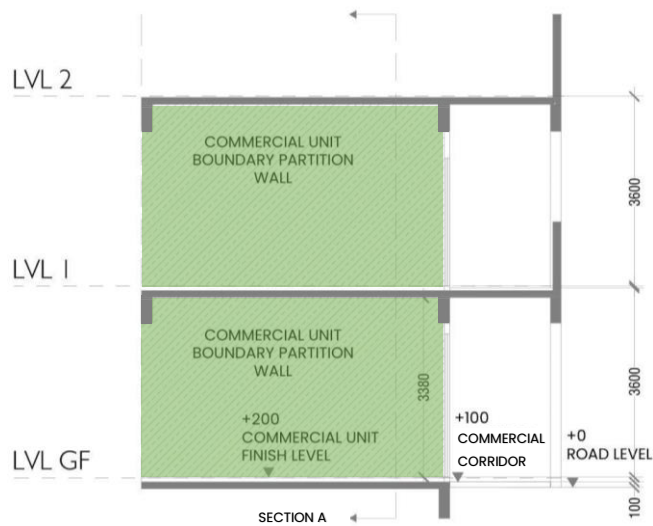 LVL 2
COMMERCIAL UNIT
BOUNDARY PARTITION
WALL
3600
LVL 1
COMMERCIAL UNIT
BOUNDARY PARTITION
WALL
3380
3600
+200
COMMERCIAL UNIT
FINISH LEVEL
+100
COMMERCIAL
CORRIDOR
+0
ROAD LEVEL
LVL GF
100
SECTION A